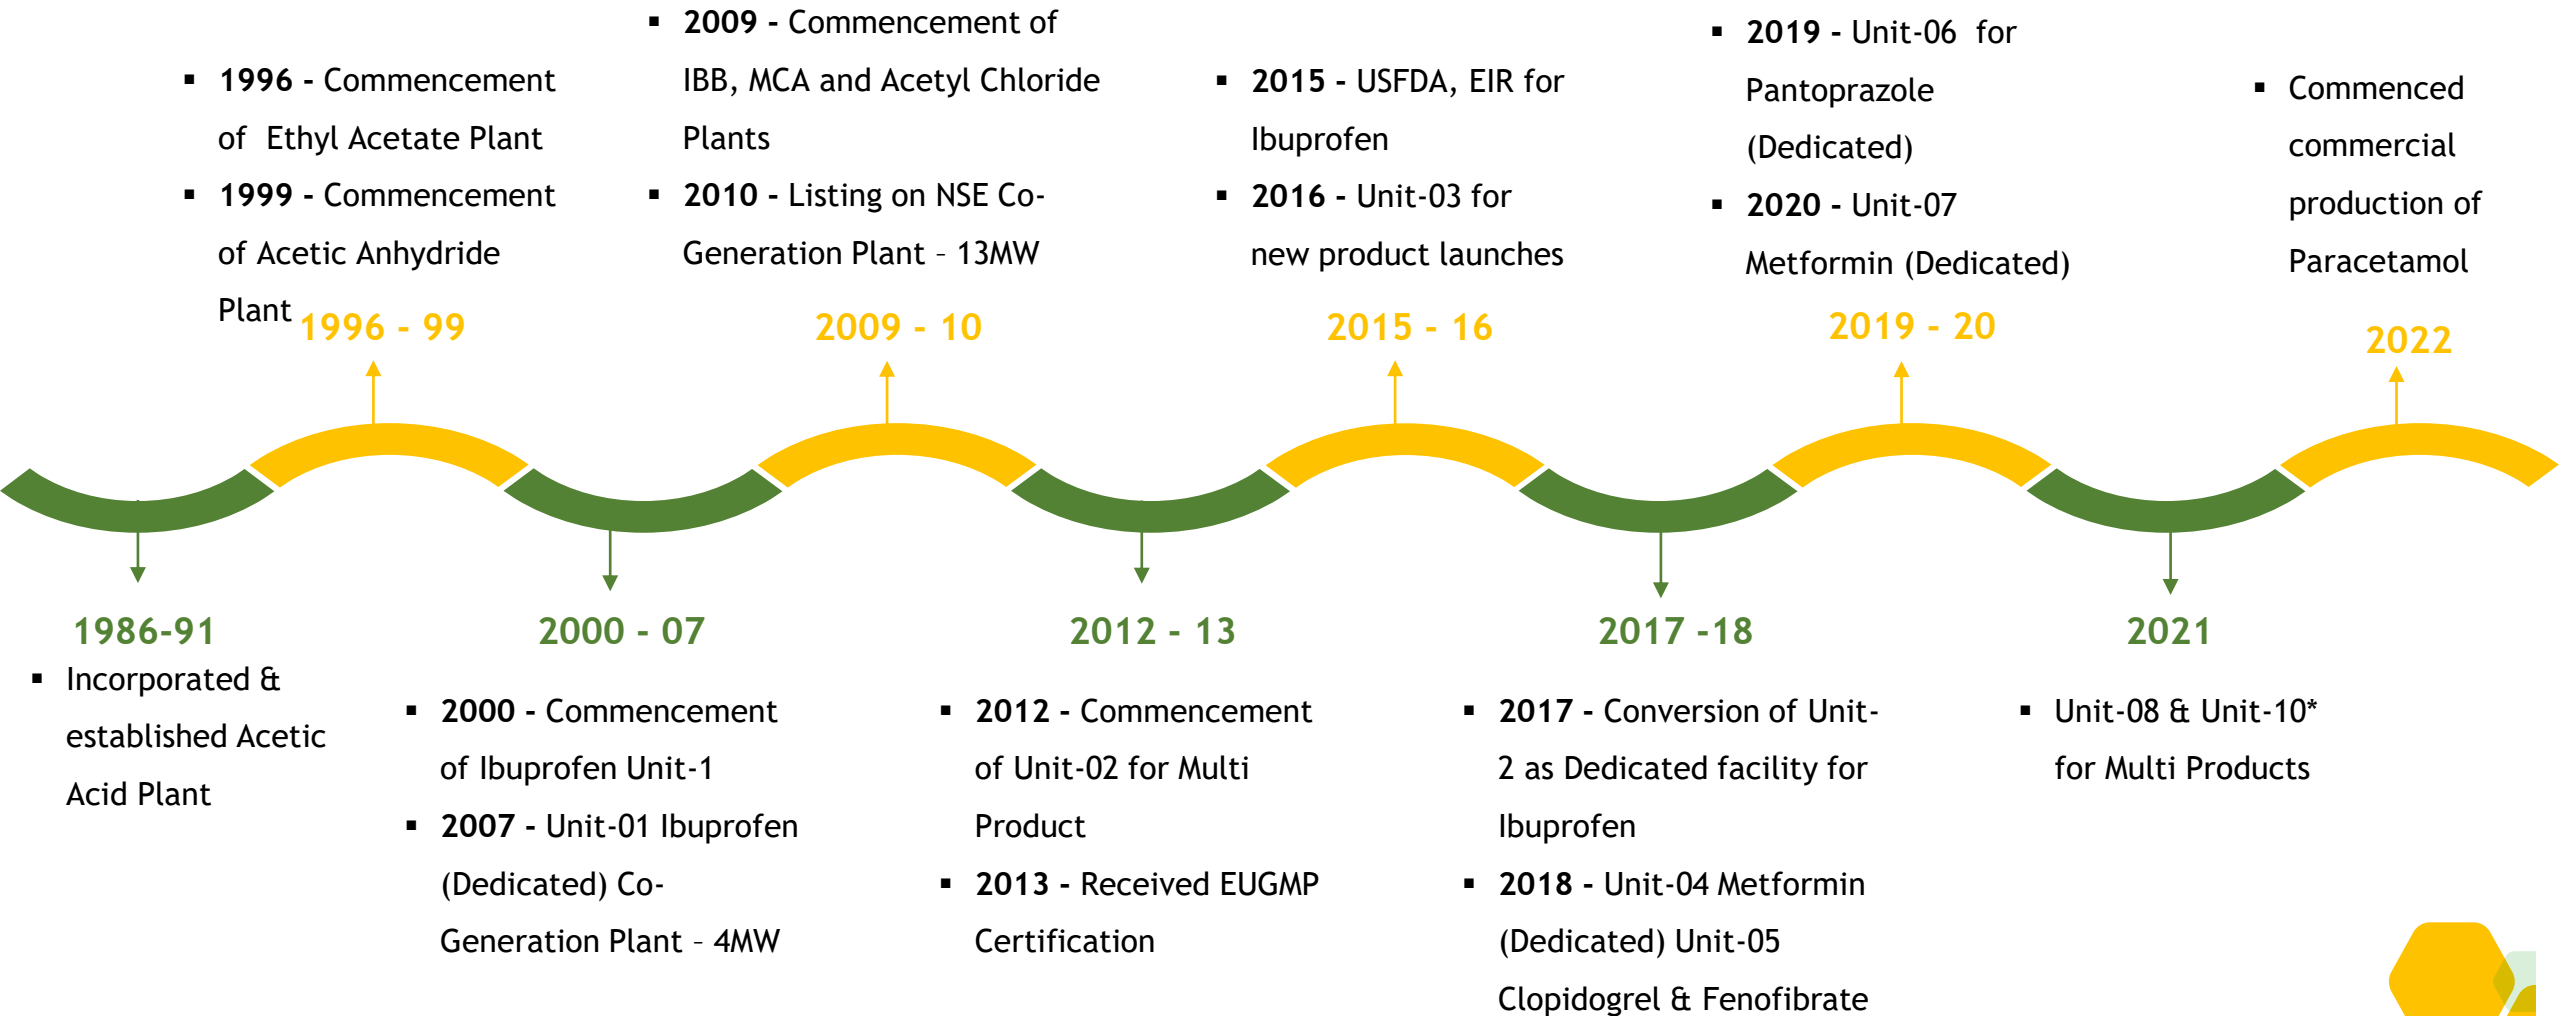 ▪ 1996 - Commencement
of Ethyl Acetate Plant
▪ 1999 - Commencement
of Acetic Anhydride
Plant
1996 - 99
▪ 2009 - Commencement of
IBB, MCA and Acetyl Chloride
Plants
▪ 2010 - Listing on NSE Co-
Generation Plant – 13MW
2009 - 10
▪ 2015 - USFDA, EIR for
Ibuprofen
▪ 2016 - Unit-03 for
new product launches
2015 - 16
▪ 2019 - Unit-06 for
Pantoprazole
(Dedicated)
▪ 2020 - Unit-07
Metformin (Dedicated)
2019 - 20
▪ Commenced
commercial
production of
Paracetamol
2022
1986-91
▪ Incorporated &
established Acetic
Acid Plant
2000 - 07
▪ 2000 - Commencement
of Ibuprofen Unit-1
▪ 2007 - Unit-01 Ibuprofen
(Dedicated) Co-
Generation Plant – 4MW
2012 - 13
▪ 2012 - Commencement
of Unit-02 for Multi
Product
▪ 2013 - Received EUGMP
Certification
2017 -18
▪ 2017 - Conversion of Unit-
2 as Dedicated facility for
Ibuprofen
▪ 2018 - Unit-04 Metformin
(Dedicated) Unit-05
Clopidogrel & Fenofibrate
2021
▪ Unit-08 & Unit-10*
for Multi Products